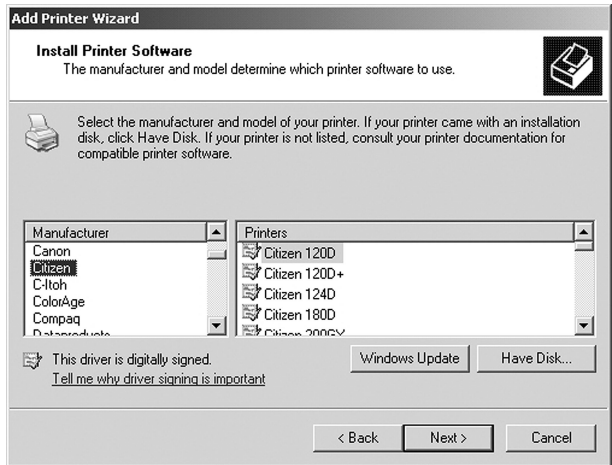 Add Printer Wizard
Install Printer Software
The manufacturer and model determine which printer software to use.
Select the manufacturer and model of your printer. If your printer came with an installation
disk, click Have Disk. If your printer is not listed, consult your printer documentation for
compatible printer software.
Manufacturer
Canon
Citizen
C-Itoh
ColorAge
Compaq
Dataproducts
Printers
Citizen 120D
Citizen 120D+
Citizen 124D
Citizen 180D
Citizen 200GX
This driver is digitally signed.
Tell me why driver signing is important
Windows Update
Have Disk...
< Back
Next >
Cancel